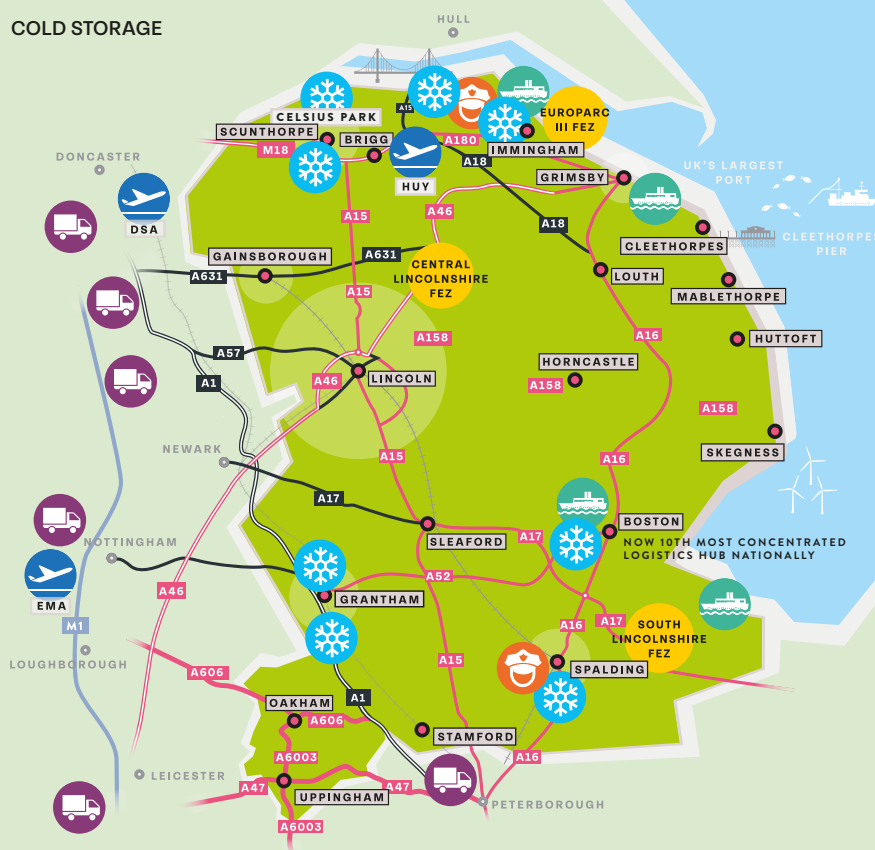 COLD STORAGE
HULL
A15
CELSIUS PARK
SCUNTHORPE
BRIGG
M18
A180
EUROPARC
III FEZ
IMMINGHAM
A18
HUY
DONCASTER
DSA
GRIMSBY
UK'S LARGEST
PORT
A15
A46
A18
CLEETHORPES
CLEETHORPES
PIER
GAINSBOROUGH
A631
A631
CENTRAL
LINCOLNSHIRE
FEZ
LOUTH
MABLETHORPE
A15
A158
A16
HUTTOFT
A57
A1
A46
LINCOLN
HORNCASTLE
A158
A158
NEWARK
A15
A16
SKEGNESS
A17
BOSTON
SLEAFORD
A17
NOW 10TH MOST CONCENTRATED
LOGISTICS HUB NATIONALLY
NOTTINGHAM
EMA
A46
A52
GRANTHAM
M1
A16
A17
SOUTH
LINCOLNSHIRE
FEZ
LOUGHBOROUGH
A606
A15
SPALDING
A1
OAKHAM
A606
STAMFORD
A6003
A16
LEICESTER
A47
A47
UPPINGHAM
PETERBOROUGH
A6003